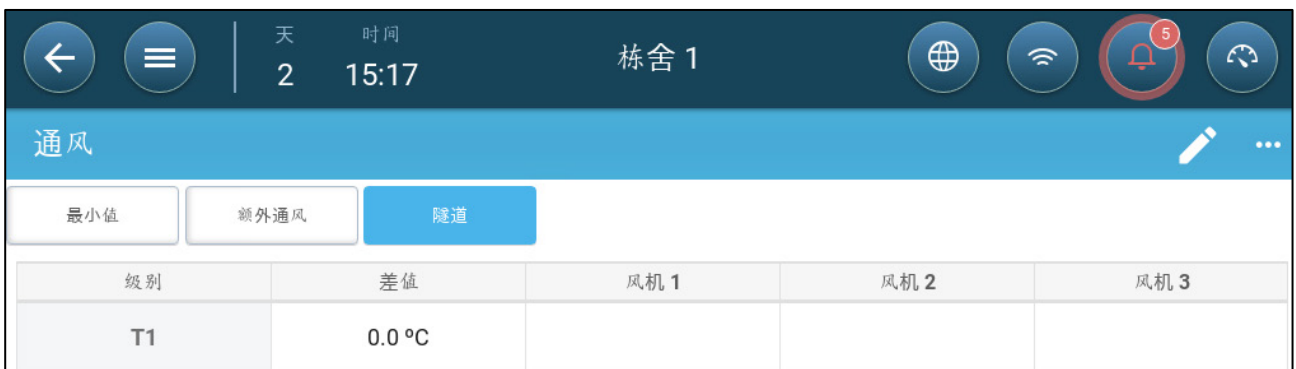 天 时间
2 15:17 栋舍 1 5
通风
最小值 额外通风 隧道
级别 差值 风机 1 风机 2 风机 3
T1 0.0 ºC